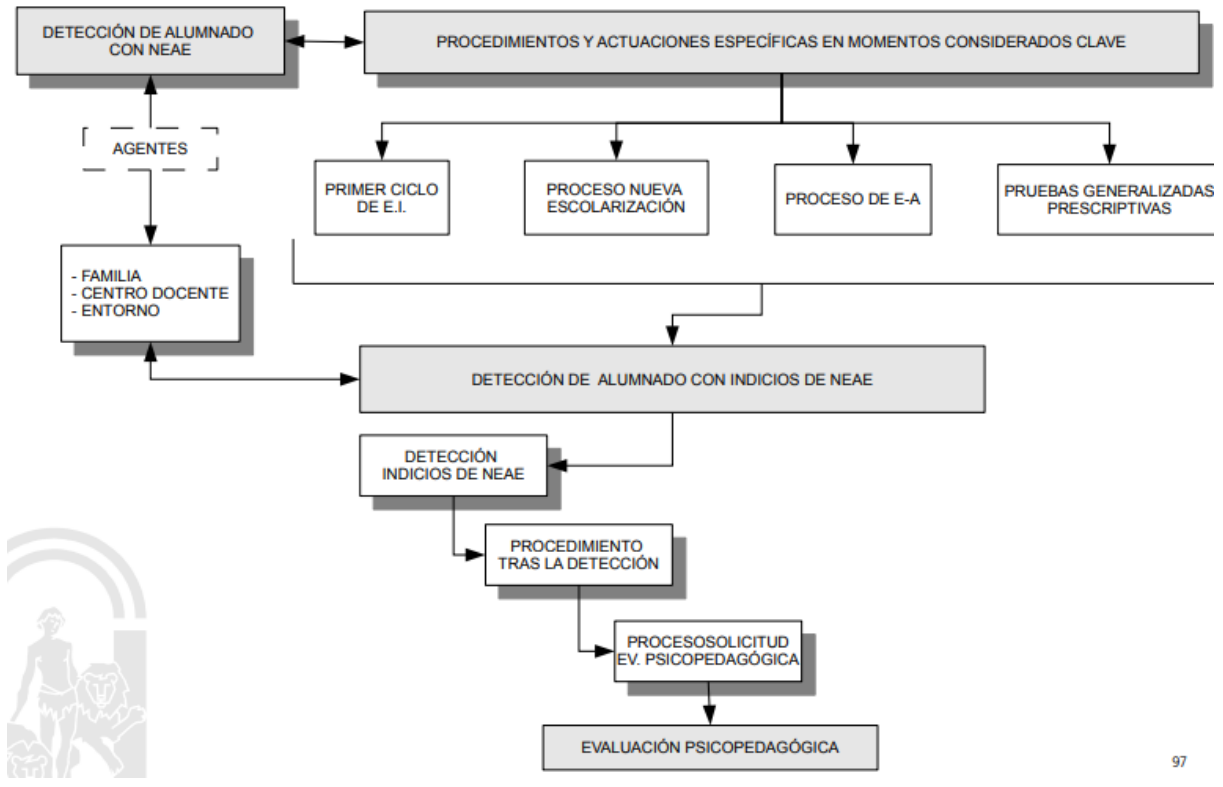 DETECCIÓN DE ALUMNADO
CON NEAE
PROCEDIMIENTOS Y ACTUACIONES ESPECÍFICAS EN MOMENTOS CONSIDERADOS CLAVE
AGENTES
PRIMER CICLO
DE E.I.
PROCESO NUEVA
ESCOLARIZACIÓN
PROCESO DE E-A
PRUEBAS GENERALIZADAS
PRESCRIPTIVAS
- FAMILIA
- CENTRO DOCENTE
- ENTORNO
DETECCIÓN DE ALUMNADO CON INDICIOS DE NEAE
DETECCIÓN
INDICIOS DE NEAE
PROCEDIMIENTO
TRAS LA DETECCIÓN
PROCESOSOLICITUD
EV. PSICOPEDAGÓGICA
EVALUACIÓN PSICOPEDAGÓGICA
97